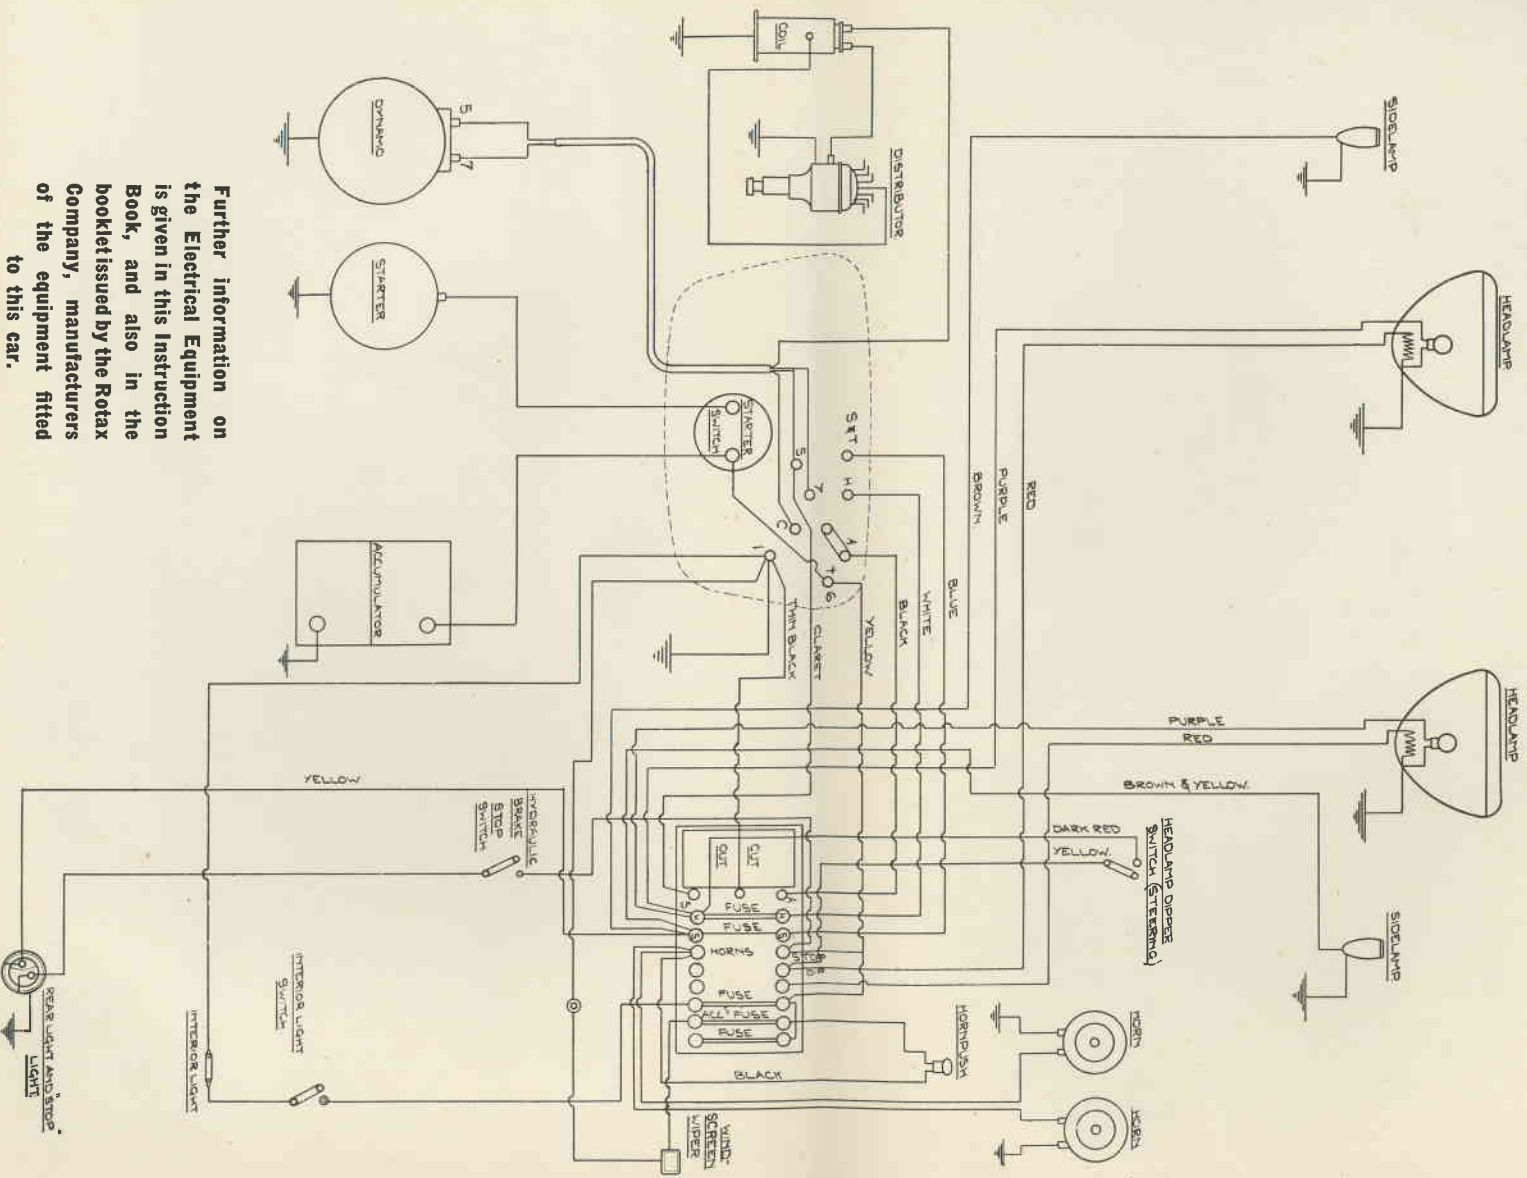 SIDELAMP
HEADLAMP
HEADLAMP
SIDELAMP
HORN
HORN
COIL
DISTRIBUTOR
RED
PURPLE
BROWN
PURPLE
RED
BROWN & YELLOW.
HEADLAMP DIPPER
SWITCH (STEERING)
DARK RED
YELLOW.
HORNPUSH
S&T
H
A
+
6
5
7
C
1
STARTER
SWITCH
BLUE
WHITE
BLACK
YELLOW
CLARET
THIN BLACK
CUT
OUT
5
A
FUSE
H
H
FUSE
S
S
HORNS
STOP
FUSE
FUSE
FUSE
BLACK
WIND-
SCREEN
WIPER
DYNAMO
5
7
STARTER
ACCUMULATOR
YELLOW
HYDRAULIC
BRAKE
STOP
SWITCH
INTERIOR LIGHT
SWITCH
INTERIOR LIGHT
REAR LIGHT AND "STOP"
LIGHT
Further information on
the Electrical Equipment
is given in this Instruction
Book, and also in the
booklet issued by the Rotax
Company, manufacturers
of the equipment fitted
to this car.